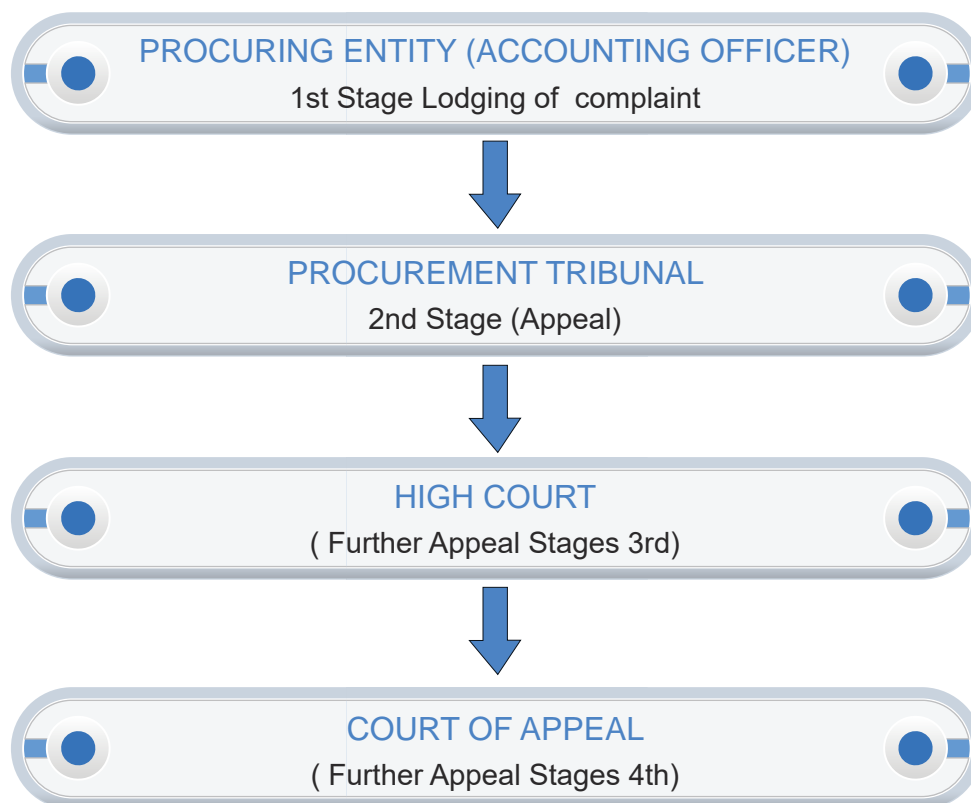 PROCURING ENTITY (ACCOUNTING OFFICER)
1st Stage Lodging of complaint
PROCUREMENT TRIBUNAL
2nd Stage (Appeal)
HIGH COURT
( Further Appeal Stages 3rd)
COURT OF APPEAL
( Further Appeal Stages 4th)